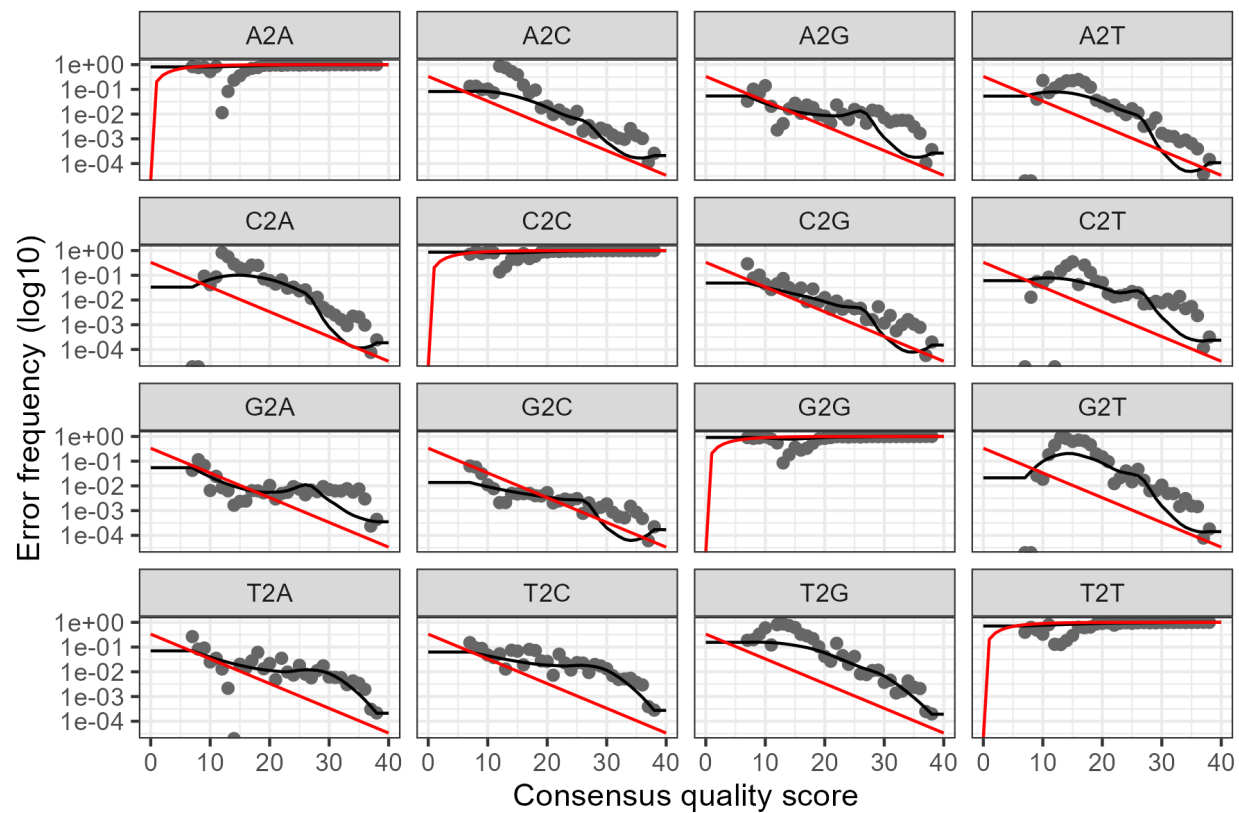 A2A A2C A2G A2T
1e+00
1e-01
1e-02
1e-03
1e-04
C2A C2C C2G C2T
1e+00
1e-01
1e-02
1e-03
1e-04
G2A G2C G2G G2T
1e+00
1e-01
1e-02
1e-03
1e-04
T2A T2C T2G T2T
1e+00
1e-01
1e-02
1e-03
1e-04
0 10 20 30 40 0 10 20 30 40 0 10 20 30 40 0 10 20 30 40
Consensus quality score
Error frequency (log10)